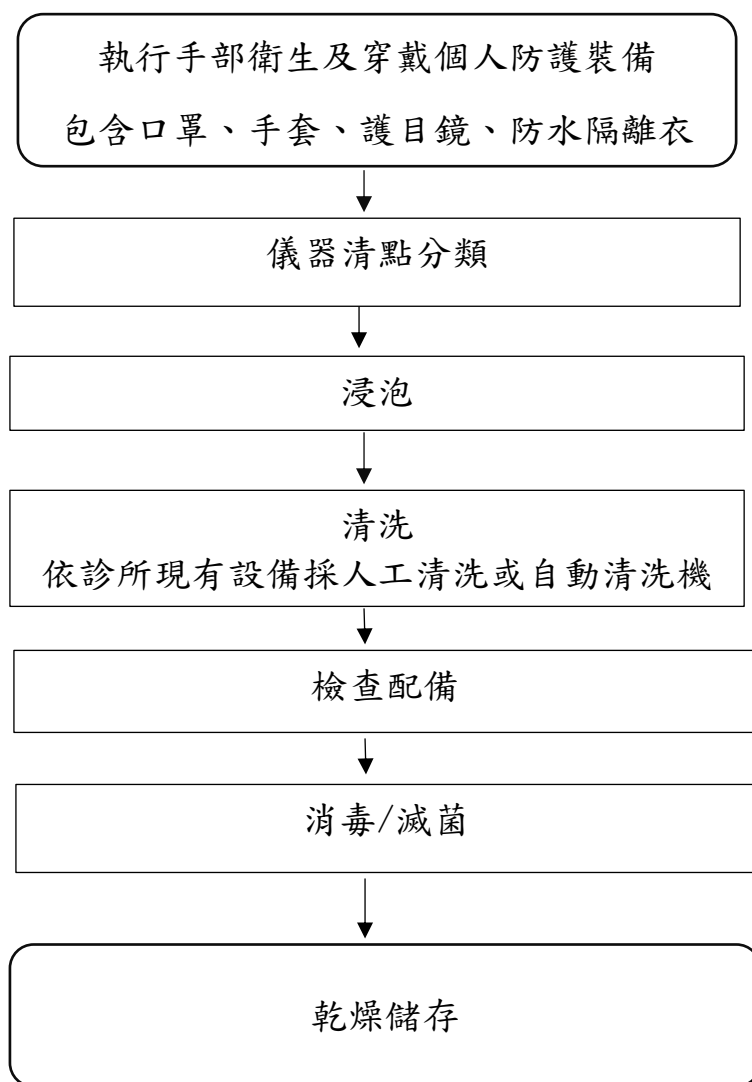 執行手部衛生及穿戴個人防護裝備
包含口罩、手套、護目鏡、防水隔離衣
儀器清點分類
浸泡
清洗
依診所現有設備採人工清洗或自動清洗機
檢查配備
消毒/滅菌
乾燥儲存